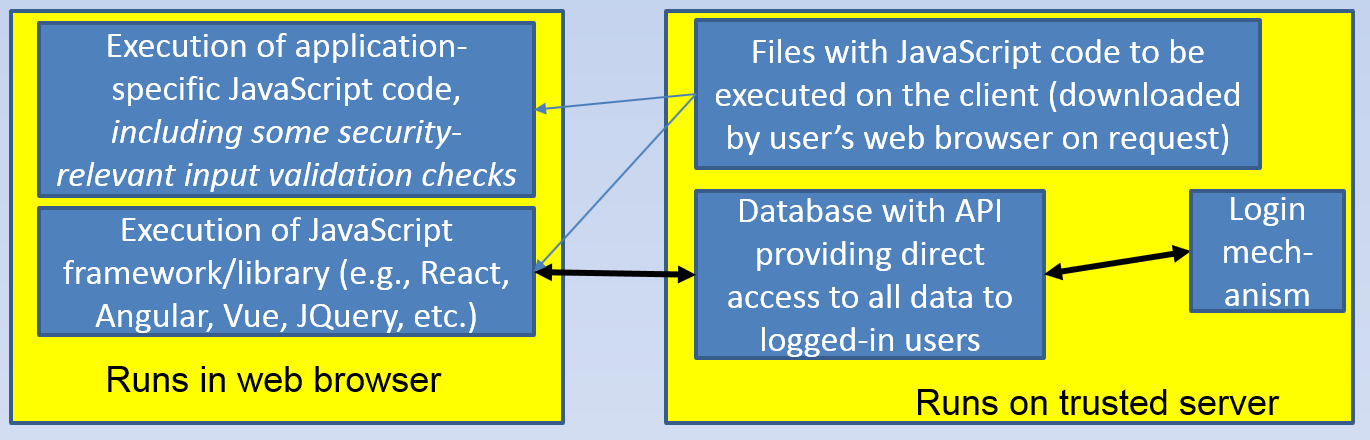 Execution of application-
specific JavaScript code,
including some security-
relevant input validation checks
Execution of JavaScript
framework/library (e.g., React,
Angular, Vue, JQuery, etc.)
Runs in web browser
Files with JavaScript code to be
executed on the client (downloaded
by user's web browser on request)
Database with API
providing direct
access to all data to
logged-in users
Login
mech-
anism
Runs on trusted server